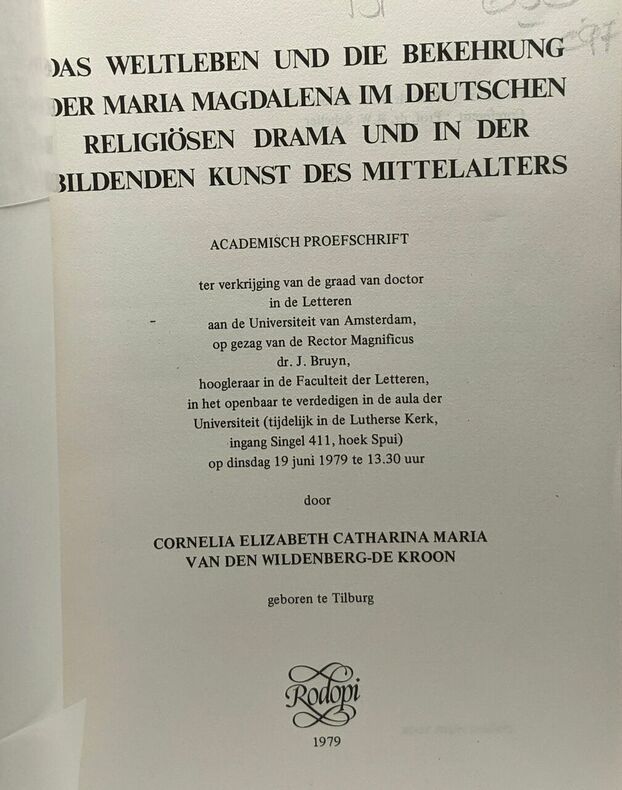 DAS WELTLEBEN UND DIE BEKEHRUNG
DER MARIA MAGDALENA IM DEUTSCHEN
RELIGIÖSEN DRAMA UND IN DER
BILDENDEN KUNST DES MITTELALTERS
ACADEMISCH PROEFSCHRIFT
ter verkrijging van de graad van doctor
in de Letteren
aan de Universiteit van Amsterdam,
op gezag van de Rector Magnificus
dr. J. Bruyn,
hoogleraar in de Faculteit der Letteren,
in het openbaar te verdedigen in de aula der
Universiteit (tijdelijk in de Lutherse Kerk,
ingang Singel 411, hoek Spui)
op dinsdag 19 juni 1979 te 13.30 uur
door
CORNELIA ELIZABETH CATHARINA MARIA
VAN DEN WILDENBERG-DE KROON
geboren te Tilburg
Rodopi
1979